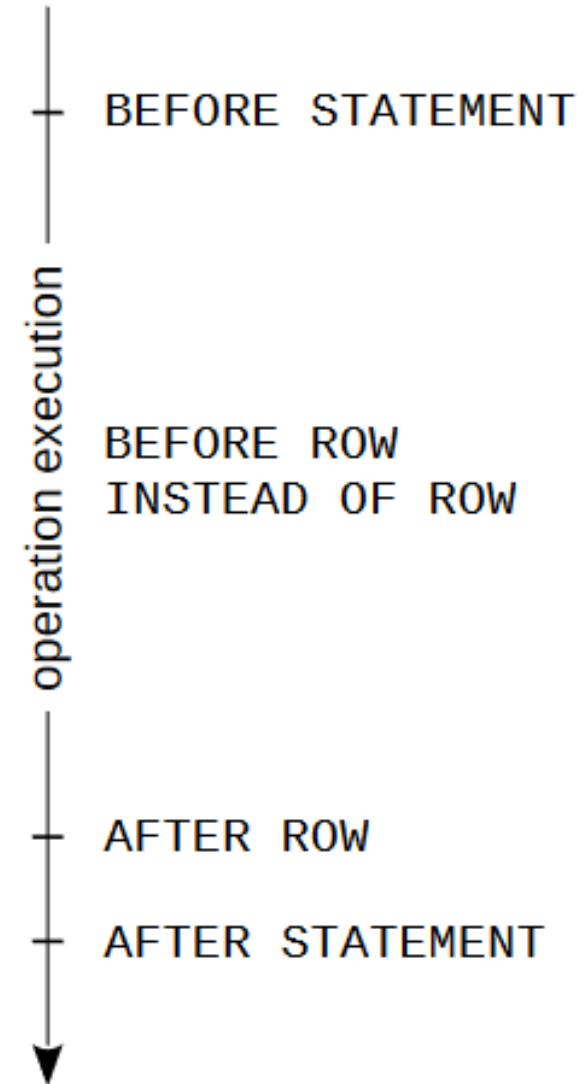 BEFORE STATEMENT
operation execution
BEFORE ROW
INSTEAD OF ROW
AFTER ROW
AFTER STATEMENT